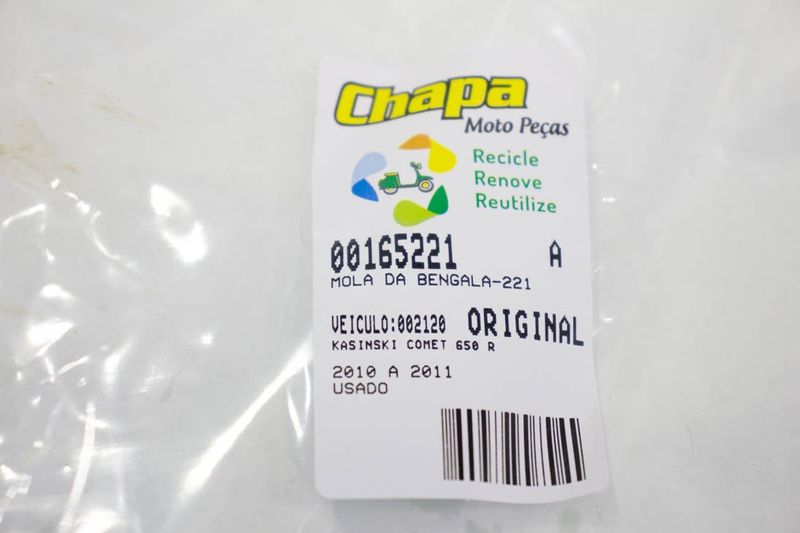 Chapa
Moto Peças
Recicle
Renove
Reutilize
00165221 A
MOLA DA BENGALA-221
VEICULO:002120 ORIGINAL
KASINSKI COMET 650 R
2010 A 2011
USADO